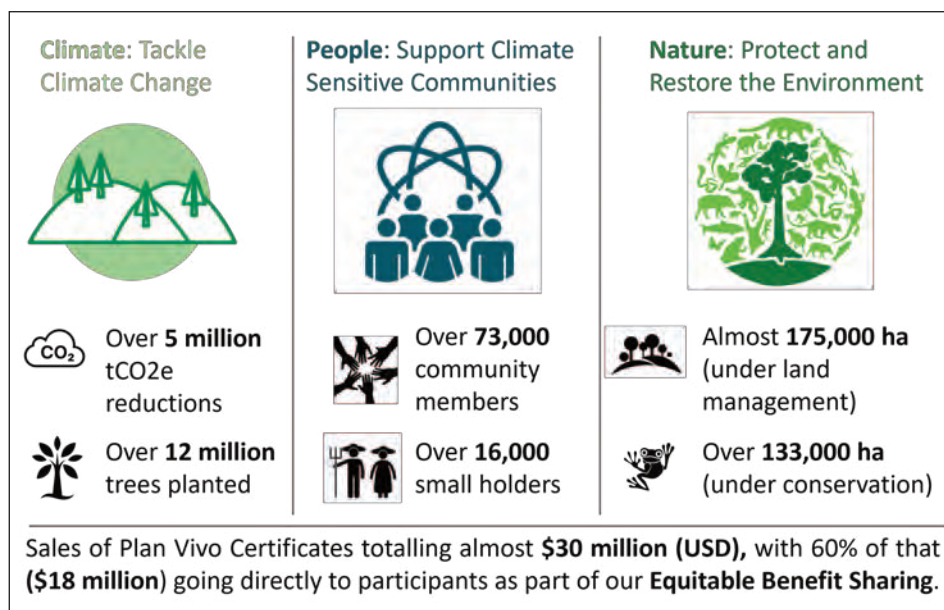 Climate: Tackle
Climate Change
People: Support Climate
Sensitive Communities
Nature: Protect and
Restore the Environment
CO₂
Over 5 million
tCO2e
reductions
Over 12 million
trees planted
Over 73,000
community
members
Over 16,000
small holders
Almost 175,000 ha
(under land
management)
Over 133,000 ha
(under conservation)
Sales of Plan Vivo Certificates totalling almost $30 million (USD), with 60% of that
($18 million) going directly to participants as part of our Equitable Benefit Sharing.